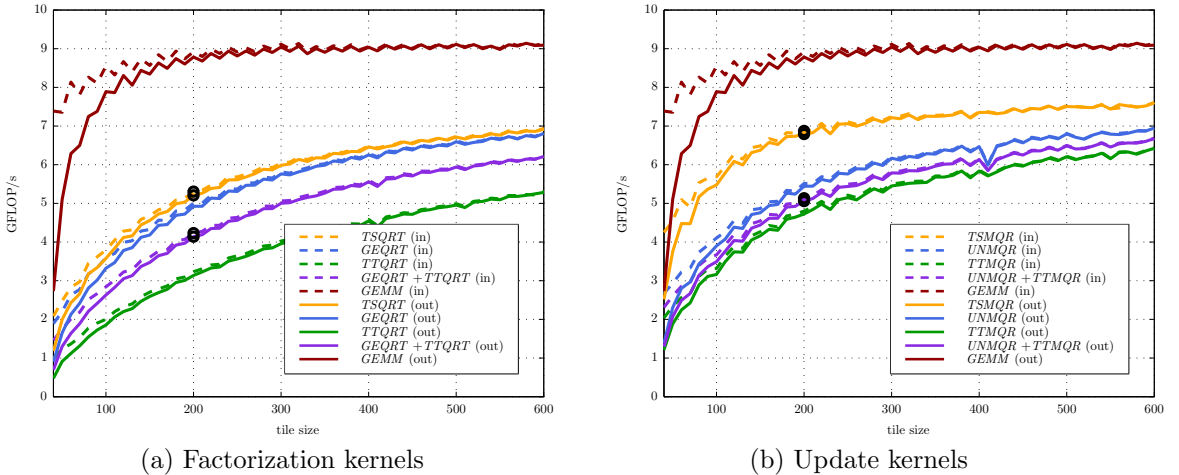 10
9
8
7
6
5
4
3
2
1
0
GFLOP/s
100
200
300
400
500
600
tile size
TSQRT (in)
GEQRT (in)
TTQRT (in)
GEQRT + TTQRT (in)
GEMM (in)
TSQRT (out)
GEQRT (out)
TTQRT (out)
GEQRT + TTQRT (out)
GEMM (out)
(a) Factorization kernels
10
9
8
7
6
5
4
3
2
1
0
GFLOP/s
100
200
300
400
500
600
tile size
TSMQR (in)
UNMQR (in)
TTMQR (in)
UNMQR + TTMQR (in)
GEMM (in)
TSMQR (out)
UNMQR (out)
TTMQR (out)
UNMQR + TTMQR (out)
GEMM (out)
(b) Update kernels